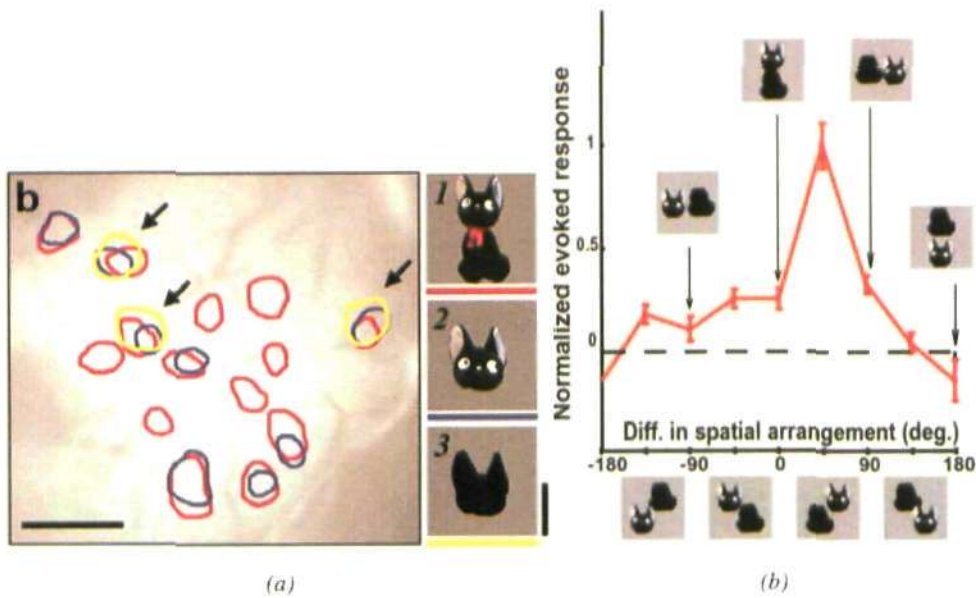 b
1
2
3
(a)
b
Normalized evoked response
1
0.5
0
Diff. in spatial arrangement (deg.)
-180 -90 0 90 180
(b)